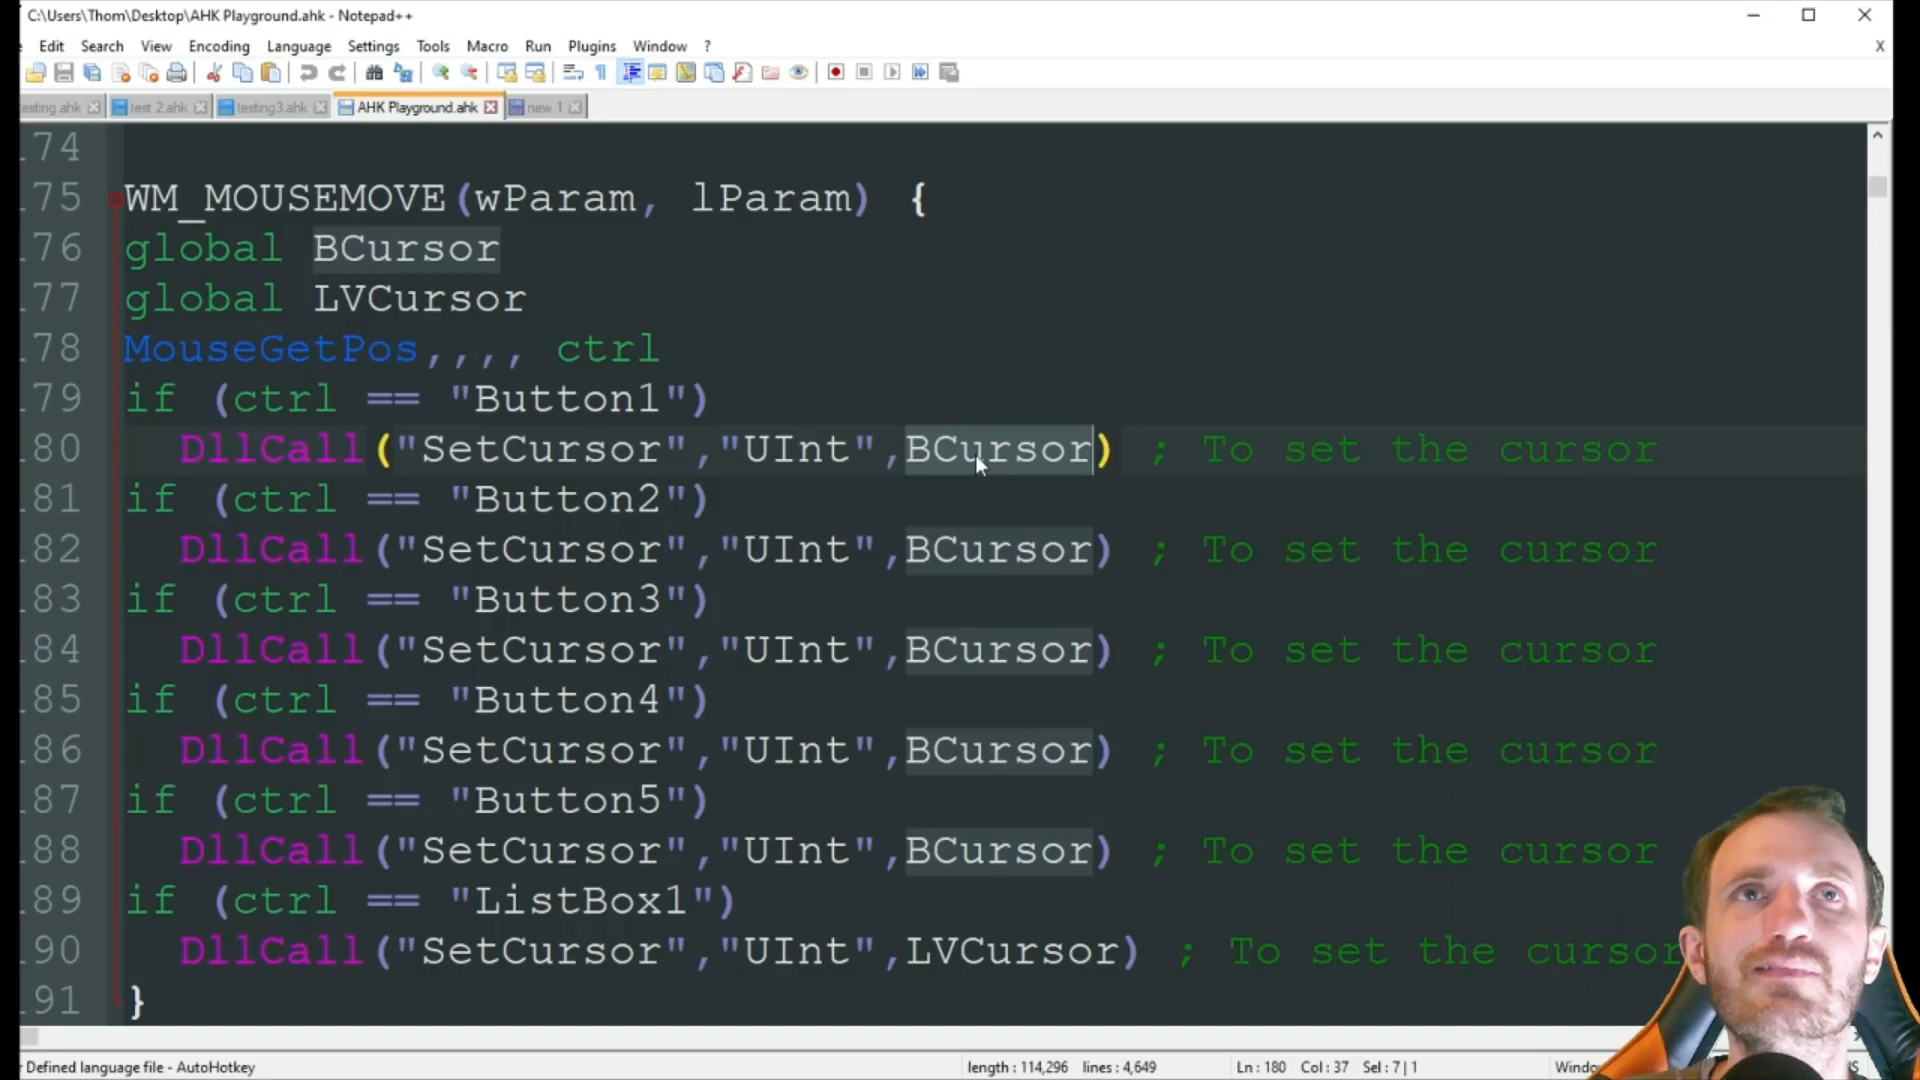 C:\Users\Thom\Desktop\AHK Playground.ahk - Notepad++
Edit Search View Encoding Language Settings Tools Macro Run Plugins Window ? X
esting.ahk test 2.ahk testing3.ahk AHK Playground.ahk new 1
174
175 WM_MOUSEMOVE(wParam, lParam) {
176 global BCursor
177 global LVCursor
178 MouseGetPos,,,, ctrl
179 if (ctrl == "Button1")
180 DllCall("SetCursor","UInt",BCursor) ; To set the cursor
181 if (ctrl == "Button2")
182 DllCall("SetCursor","UInt",BCursor) ; To set the cursor
183 if (ctrl == "Button3")
184 DllCall("SetCursor","UInt",BCursor) ; To set the cursor
185 if (ctrl == "Button4")
186 DllCall("SetCursor","UInt",BCursor) ; To set the cursor
187 if (ctrl == "Button5")
188 DllCall("SetCursor","UInt",BCursor) ; To set the cursor
189 if (ctrl == "ListBox1")
190 DllCall("SetCursor","UInt",LVCursor) ; To set the cursor
191 }
Defined language file - AutoHotkey length : 114,296 lines : 4,649 Ln : 180 Col : 37 Sel : 7 | 1 Windo